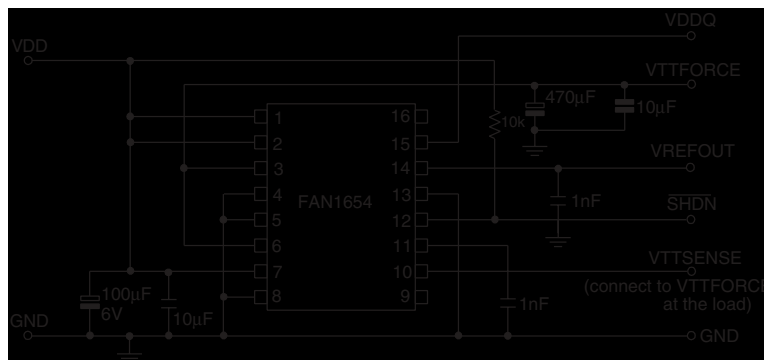 VDDQ
VDD
VTTFORCE
470μF
10μF
1
16
10k
2
15
VREFOUT
3
14
4
FAN1654
13
1nF
SHDN
5
12
6
11
VTTSENSE
7
10
(connect to VTTFORCE
at the load)
100μF
6V
10μF
8
9
1nF
GND
GND